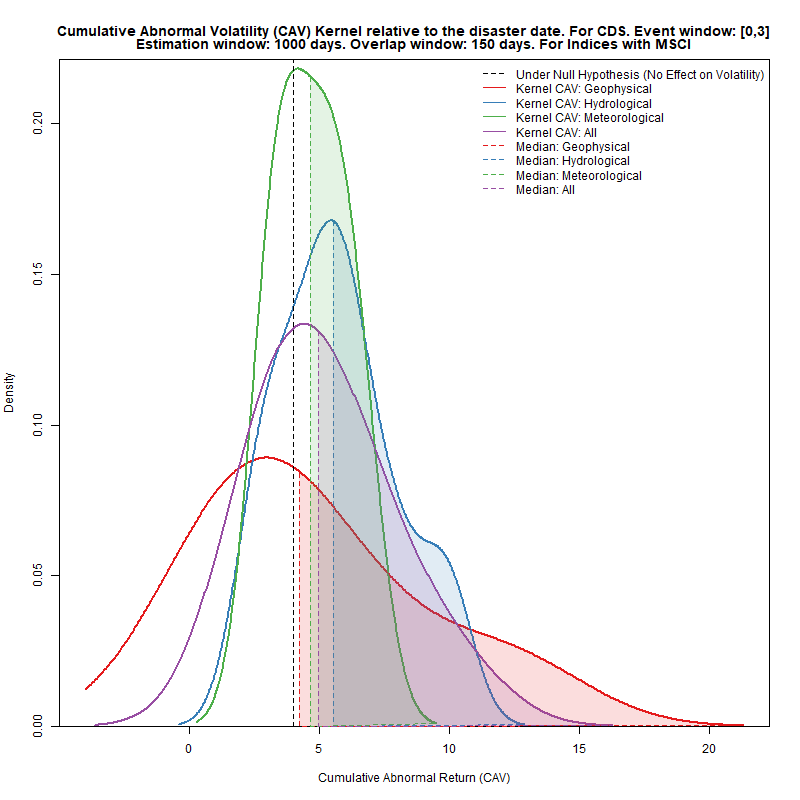 Cumulative Abnormal Volatility (CAV) Kernel relative to the disaster date. For CDS. Event window: [0,3]
Estimation window: 1000 days. Overlap window: 150 days. For Indices with MSCI
Under Null Hypothesis (No Effect on Volatility)
Kernel CAV: Geophysical
Kernel CAV: Hydrological
Kernel CAV: Meteorological
Kernel CAV: All
Median: Geophysical
Median: Hydrological
Median: Meteorological
Median: All
Density
0.20
0.15
0.10
0.05
0.00
0 5 10 15 20
Cumulative Abnormal Return (CAV)